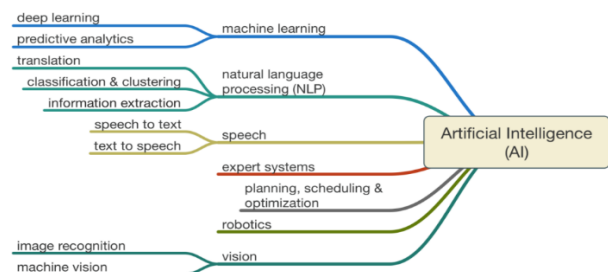 deep learning
predictive analytics
machine learning
translation
classification & clustering
information extraction
natural language
processing (NLP)
speech to text
text to speech
speech
expert systems
planning, scheduling &
optimization
robotics
image recognition
machine vision
vision
Artificial Intelligence
(AI)